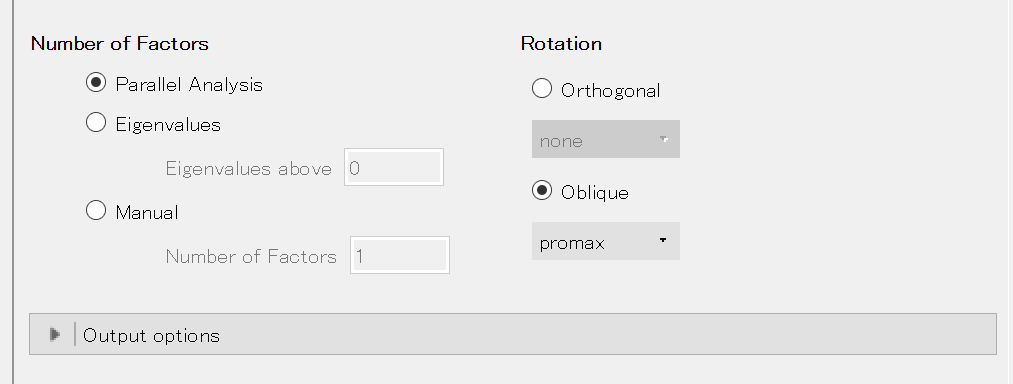 Number of Factors
Parallel Analysis
Eigenvalues
Eigenvalues above 0
Manual
Number of Factors 1
Rotation
Orthogonal
none
Oblique
promax
Output options